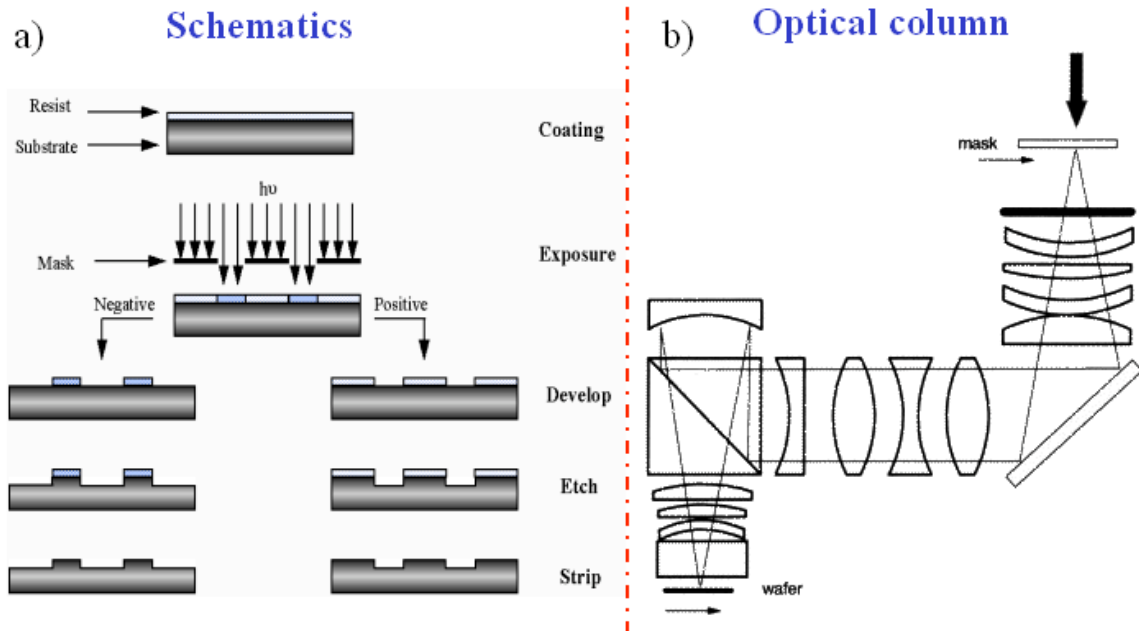 a)
Schematics
Resist
Substrate
Coating
hυ
Mask
Exposure
Negative
Positive
Develop
Etch
Strip
b)
Optical column
mask
wafer